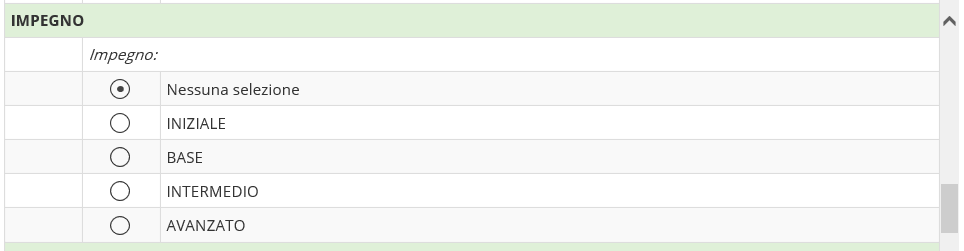 IMPEGNO
Impegno:
Nessuna selezione
INIZIALE
BASE
INTERMEDIO
AVANZATO